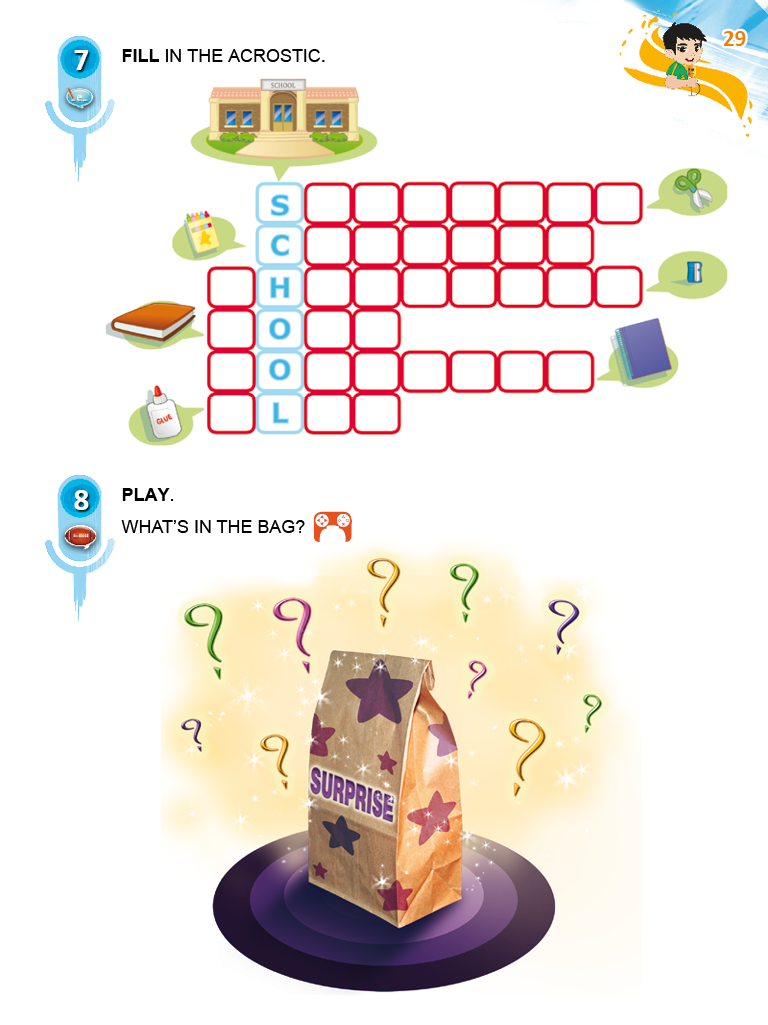 29
7
FILL IN THE ACROSTIC.
SCHOOL
S
C
H
O
O
L
GLUE
8
PLAY.
WHAT'S IN THE BAG?
SURPRISE